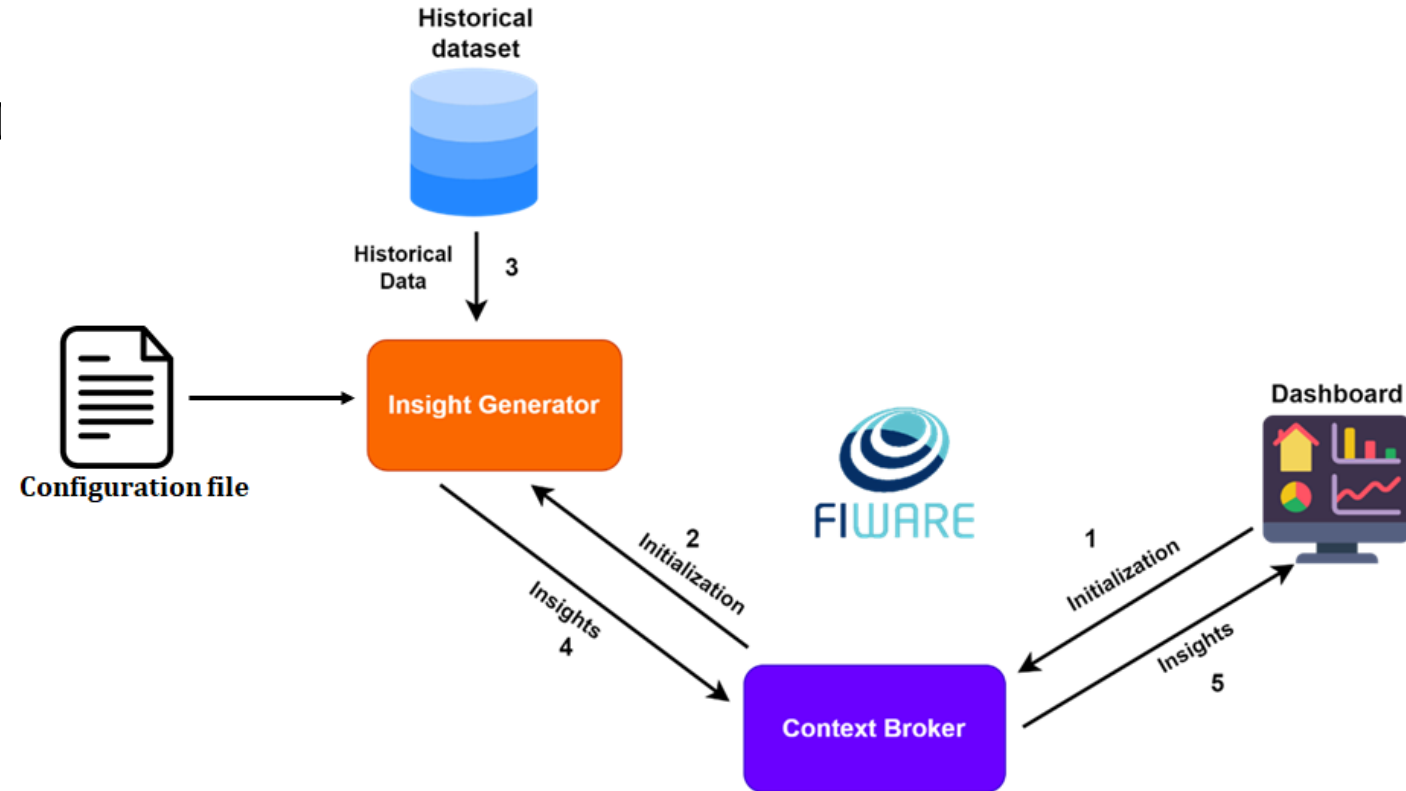 Historical
dataset
Historical
Data
3
Insight Generator
Configuration file
FIWARE
Dashboard
2
Initialization
1
Initialization
Insights
4
Insights
5
Context Broker